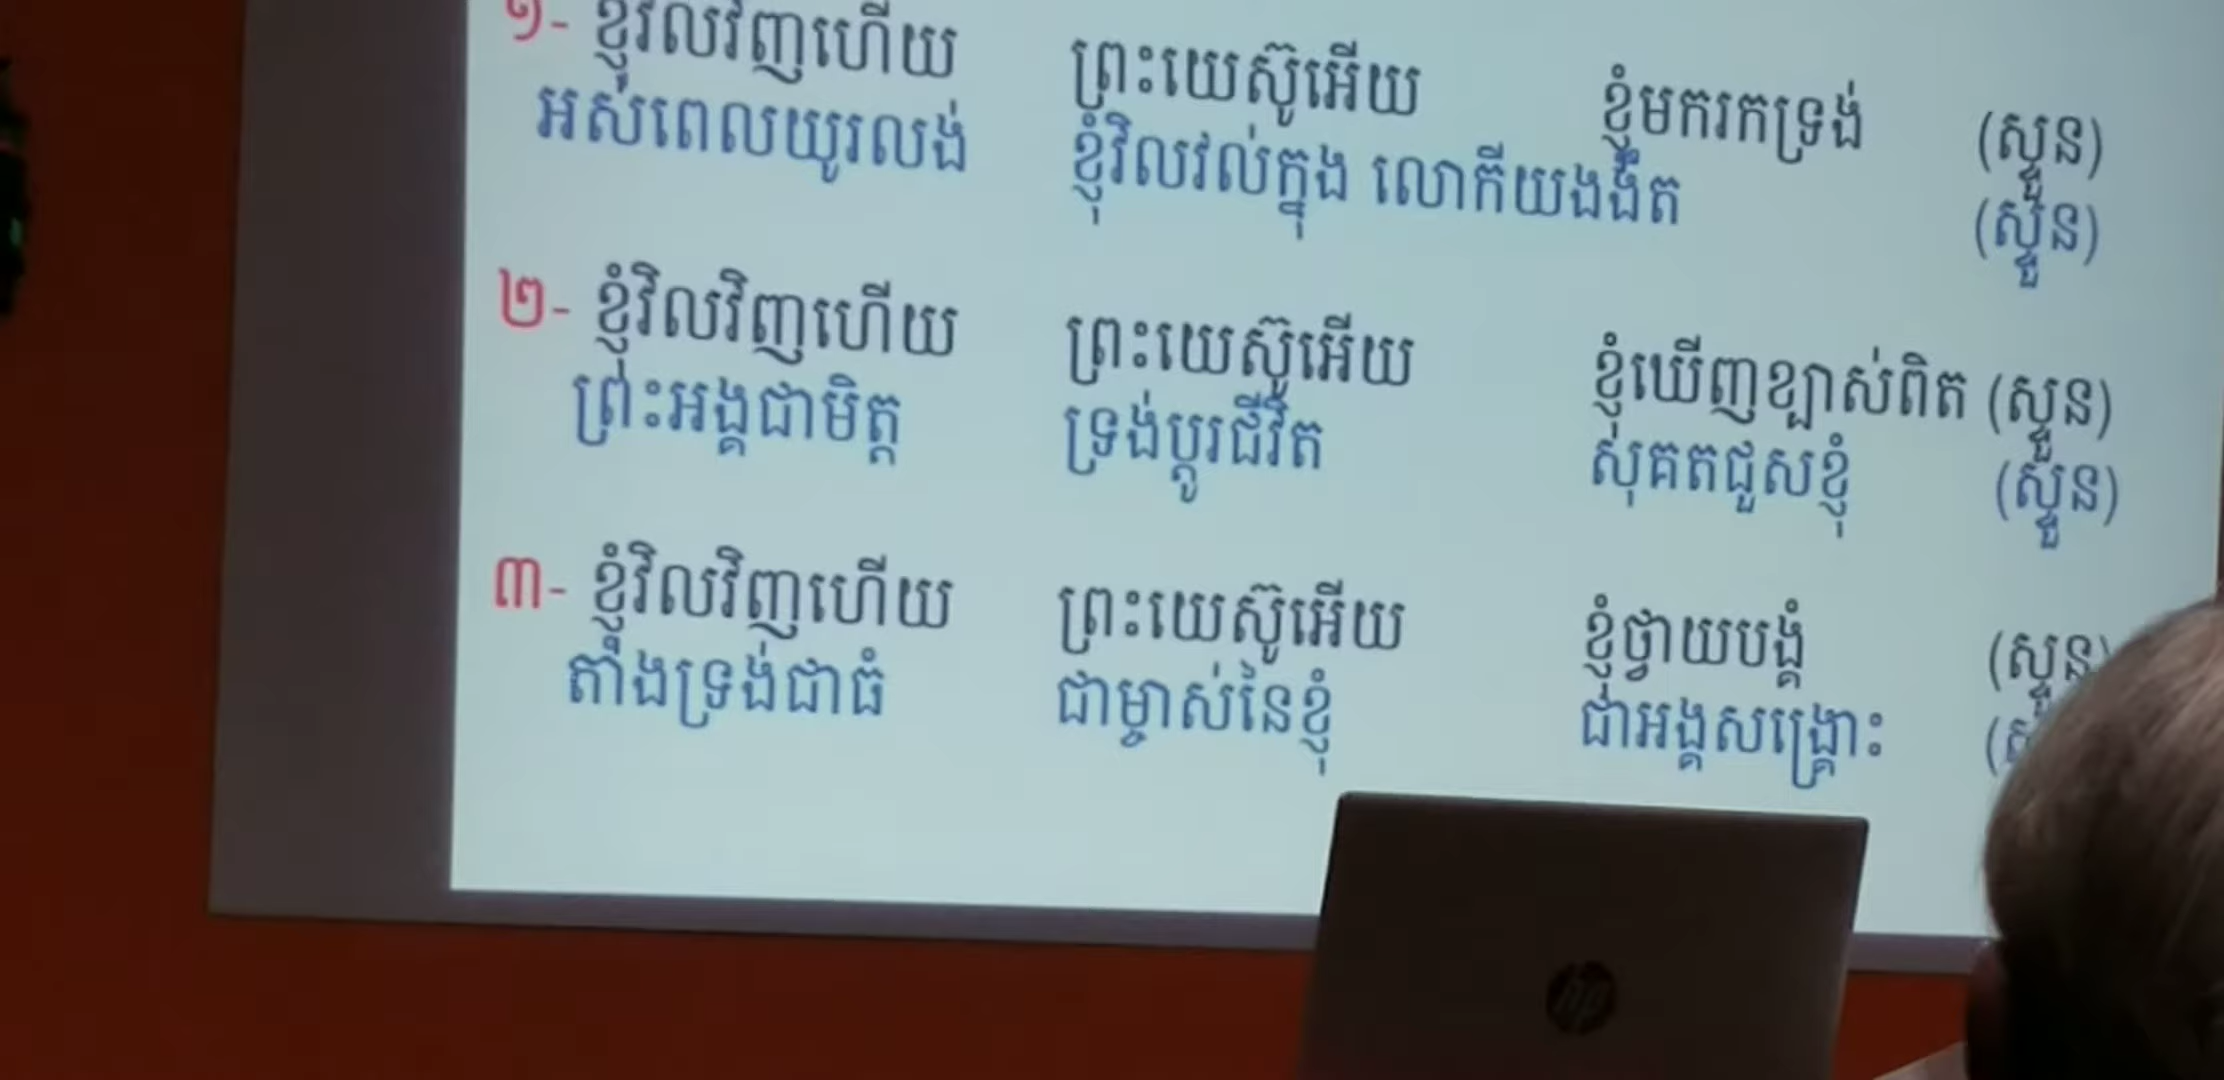 ១- ខ្ញុំវិលវិញហើយ ព្រះយេស៊ូអើយ ខ្ញុំមករកទ្រង់ (ស្ទួន)
អស់ពេលយូរលង់ ខ្ញុំវិលវល់ក្នុង លោកីយងងឹត (ស្ទួន)
២- ខ្ញុំវិលវិញហើយ ព្រះយេស៊ូអើយ ខ្ញុំឃើញខ្បាស់ពិត (ស្ទួន)
ព្រះអង្គជាមិត្ត ទ្រង់ប្តូរជីវិត សុគតជួសខ្ញុំ (ស្ទួន)
៣- ខ្ញុំវិលវិញហើយ ព្រះយេស៊ូអើយ ខ្ញុំថ្វាយបង្គំ (ស្ទួន)
តាំងទ្រង់ជាធំ ជាម្ចាស់នៃខ្ញុំ ជាអង្គសង្គ្រោះ
hp